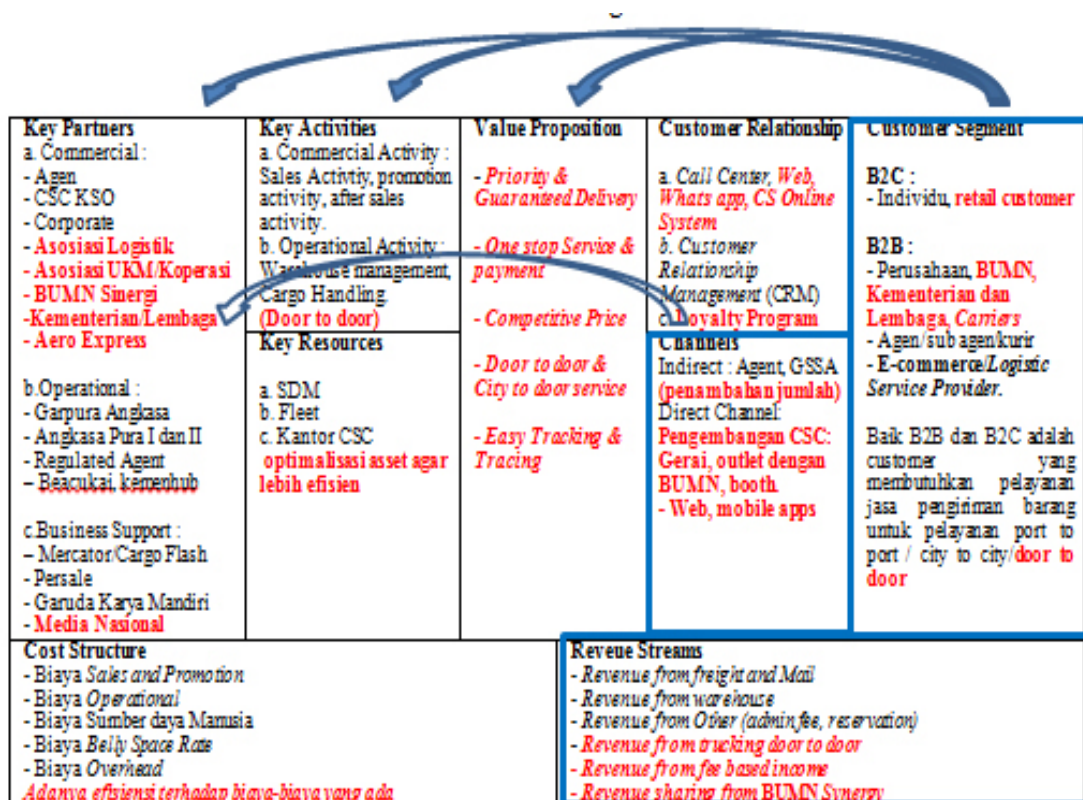 Key Partners
a. Commercial :
- Agen
- CSC KSO
- Corporate
- Asosiasi Logistik
- Asosiasi UKM/Koperasi
- BUMN Sinergi
-Kementerian/Lembaga
- Aero Express
b.Operational :
- Garpura Angkasa
- Angkasa Pura I dan II
- Regulated Agent
– Beacukai, kemenhub
c.Business Support :
– Mercator/Cargo Flash
- Persale
- Garuda Karya Mandiri
- Media Nasional
Key Activities
a. Commercial Activity :
Sales Activtiy, promotion
activity, after sales
activity.
b. Operational Activity :
Warehouse management,
Cargo Handling.
(Door to door)
Key Resources
a. SDM
b. Fleet
c. Kantor CSC
optimalisasi asset agar
lebih efisien
Value Proposition
- Priority &
Guaranteed Delivery
- One stop Service &
payment
- Competitive Price
- Door to door &
City to door service
- Easy Tracking &
Tracing
Customer Relationship
a. Call Center, Web,
Whats app, CS Online
System
b. Customer
Relationship
Management (CRM)
c. Loyalty Program
Channels
Indirect : Agent, GSSA
(penambahan jumlah)
Direct Channel:
Pengembangan CSC:
Gerai, outlet dengan
BUMN, booth.
- Web, mobile apps
Customer Segment
B2C :
- Individu, retail customer
B2B :
- Perusahaan, BUMN,
Kementerian dan
Lembaga, Carriers
- Agen/sub agen/kurir
- E-commerce/Logistic
Service Provider.
Baik B2B dan B2C adalah
customer yang
membutuhkan pelayanan
jasa pengiriman barang
untuk pelayanan port to
port / city to city/door to
door
Cost Structure
- Biaya Sales and Promotion
- Biaya Operational
- Biaya Sumber daya Manusia
- Biaya Belly Space Rate
- Biaya Overhead
Adanya efisiensi terhadap biaya-biaya yang ada
Reveue Streams
- Revenue from freight and Mail
- Revenue from warehouse
- Revenue from Other (admin fee, reservation)
- Revenue from trucking door to door
- Revenue from fee based income
- Revenue sharing from BUMN Synergy